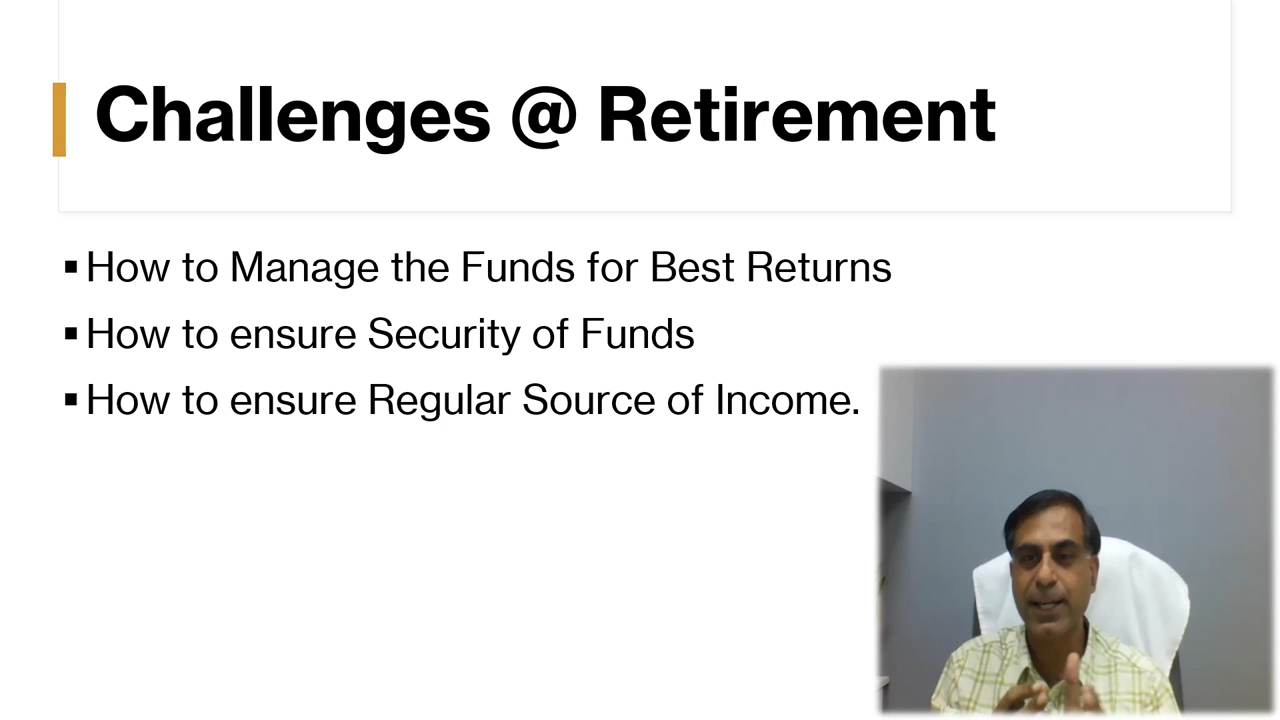 Challenges @ Retirement
▪ How to Manage the Funds for Best Returns
▪ How to ensure Security of Funds
▪ How to ensure Regular Source of Income.